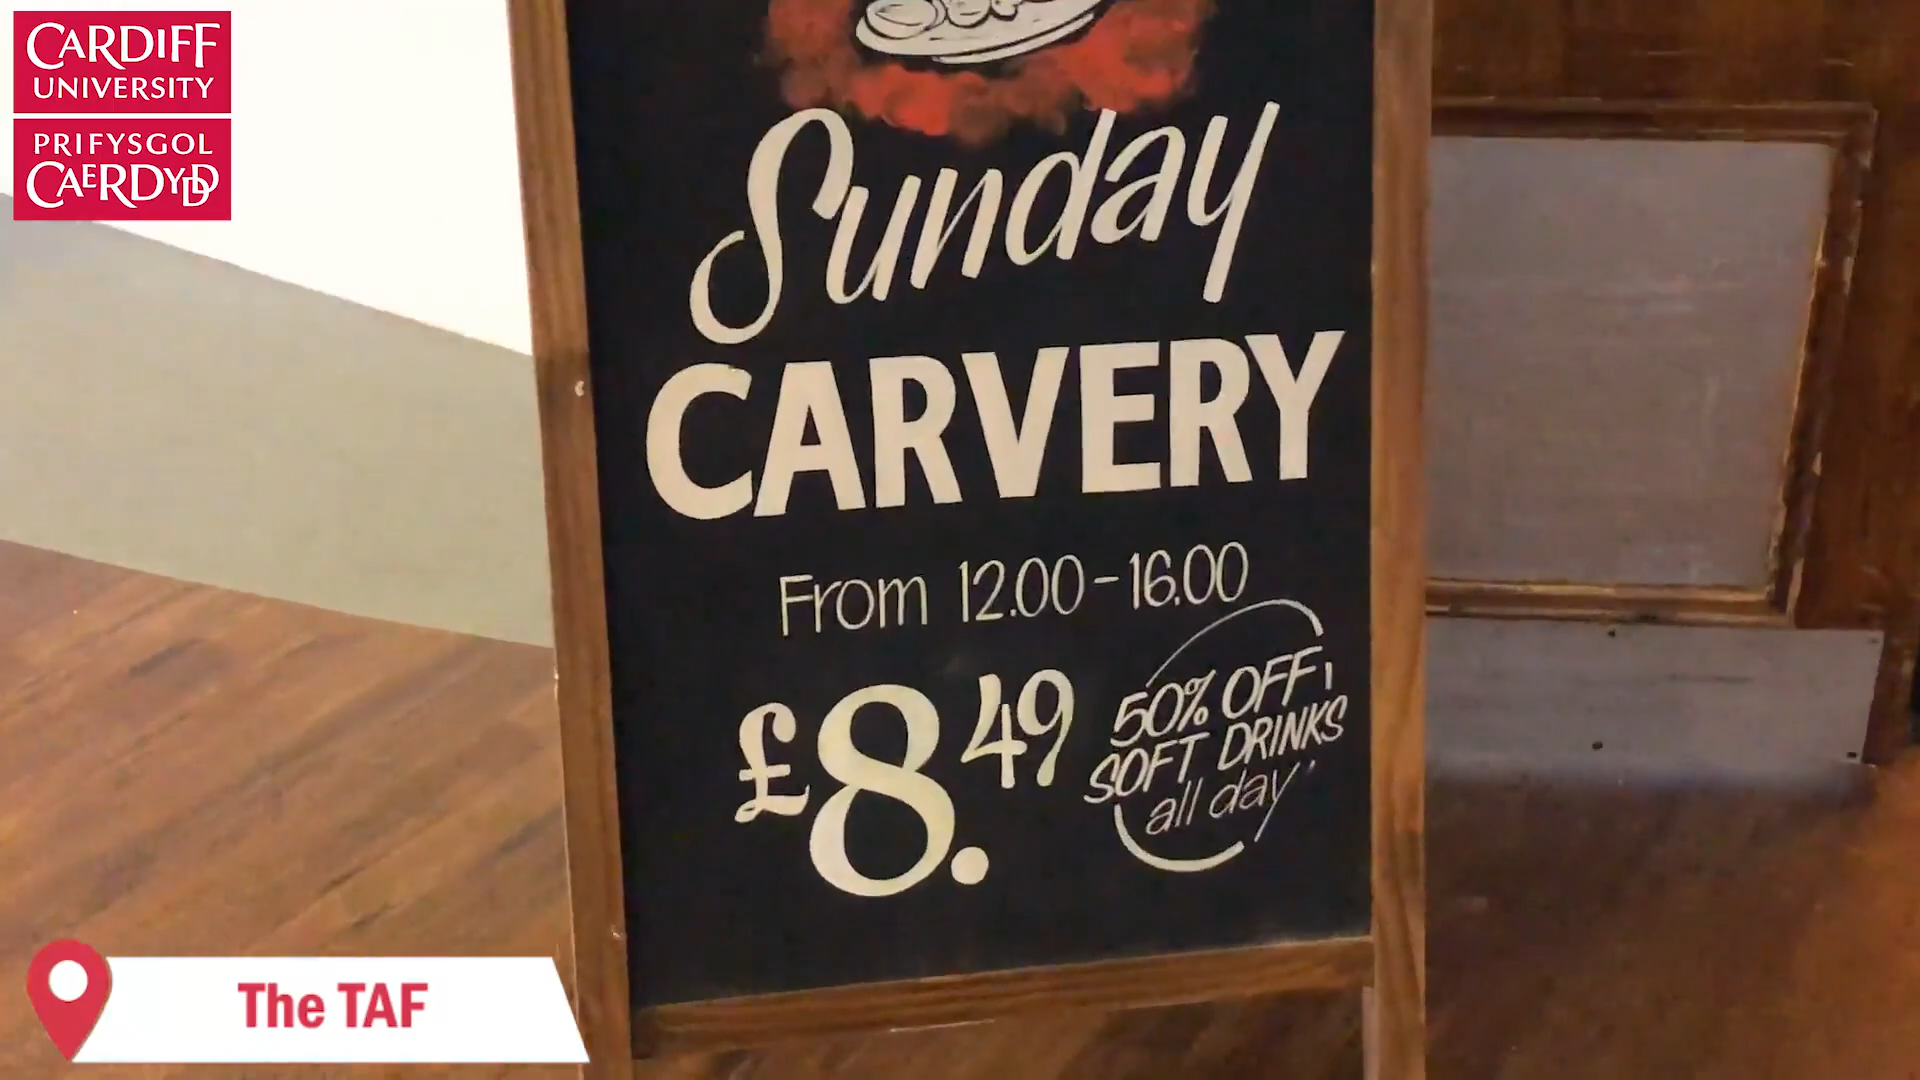 CARDIFF
UNIVERSITY
PRIFYSGOL
CAERDYDD
Sunday
CARVERY
From 12.00-16.00
£8.49
50% OFF
SOFT DRINKS
all day
The TAF